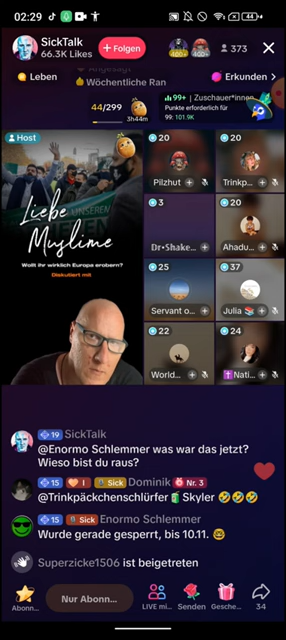 02:29
44
SickTalk
66.3K Likes
+ Folgen
400+
400+
373
Leben
Wöchentliche Ran
Erkunden >
44/299
3h44m
99+ | Zuschauer*innen
Punkte erforderlich für
99: 101.9K
Host
Liebe
UNSEREN
Muslime
Wollt ihr wirklich Europa erobern?
Diskutiert mit
20
Pilzhut
20
Trinkp...
3
Dr•Shake...
20
Ahadu...
25
Servant o...
37
Julia 📚
22
World...
24
✝️Nati...
19 SickTalk
@Enormo Schlemmer was war das jetzt?
Wieso bist du raus?
15 I Sick Dominik Nr. 3
@Trinkpäckchenschlürfer🧃Skyler 🤣🤣🤣
15 Sick Enormo Schlemmer
Wurde gerade gesperrt, bis 10.11. 🤓
Superzicke1506 ist beigetreten
Nur Abonn...
Abonn...
LIVE mi...
Senden
Gesche...
34